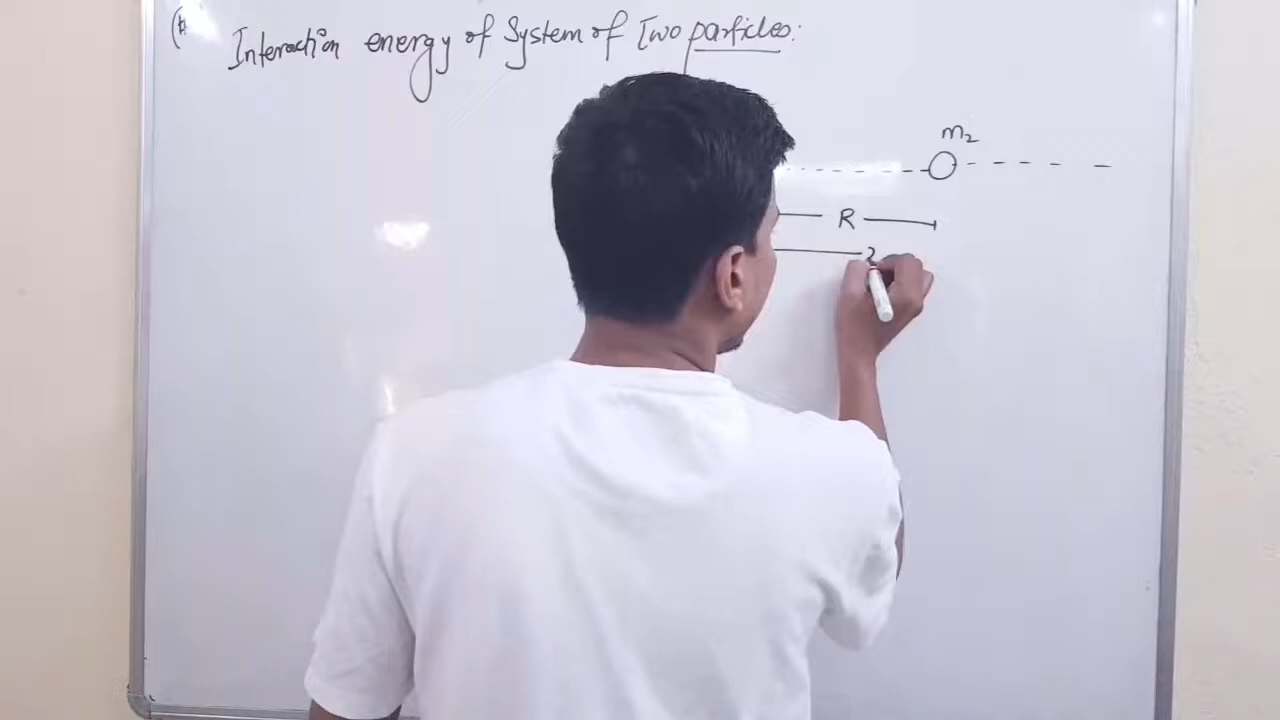 Interaction energy of System of Two particles:
m₂
R